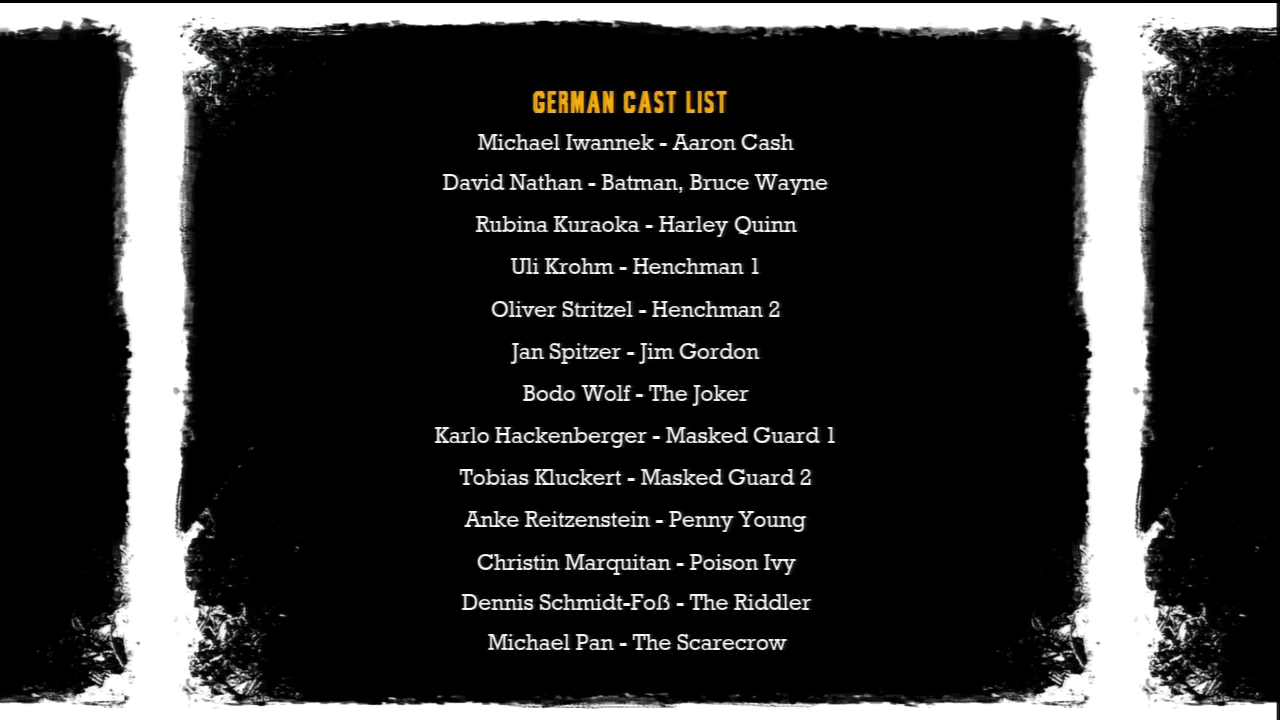 GERMAN CAST LIST
Michael Iwannek - Aaron Cash
David Nathan - Batman, Bruce Wayne
Rubina Kuraoka - Harley Quinn
Uli Krohm - Henchman 1
Oliver Stritzel - Henchman 2
Jan Spitzer - Jim Gordon
Bodo Wolf - The Joker
Karlo Hackenberger - Masked Guard 1
Tobias Kluckert - Masked Guard 2
Anke Reitzenstein - Penny Young
Christin Marquitan - Poison Ivy
Dennis Schmidt-Foß - The Riddler
Michael Pan - The Scarecrow